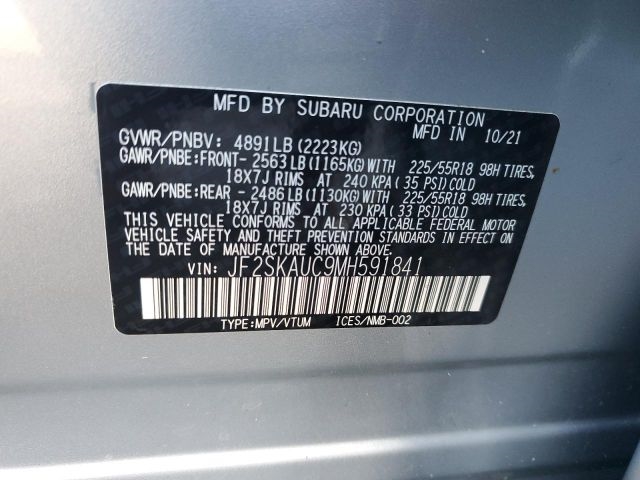 MFD BY SUBARU CORPORATION
GVWR/PNBV: 4891LB(2223KG) MFD IN 10/21
GAWR/PNBE:FRONT- 2563LB(1165KG)WITH 225/55R18 98H TIRES,
18X7J RIMS AT 240 KPA(35 PSI)COLD
GAWR/PNBE:REAR - 2486LB(1130KG)WITH 225/55R18 98H TIRES,
18X7J RIMS AT 230 KPA(33 PSI)COLD
THIS VEHICLE CONFORMS TO ALL APPLICABLE FEDERAL MOTOR
VEHICLE SAFETY AND THEFT PREVENTION STANDARDS IN EFFECT ON
THE DATE OF MANUFACTURE SHOWN ABOVE.
VIN: JF2SKAUC9MH591841
TYPE:MPV/VTUM ICES/NMB-002